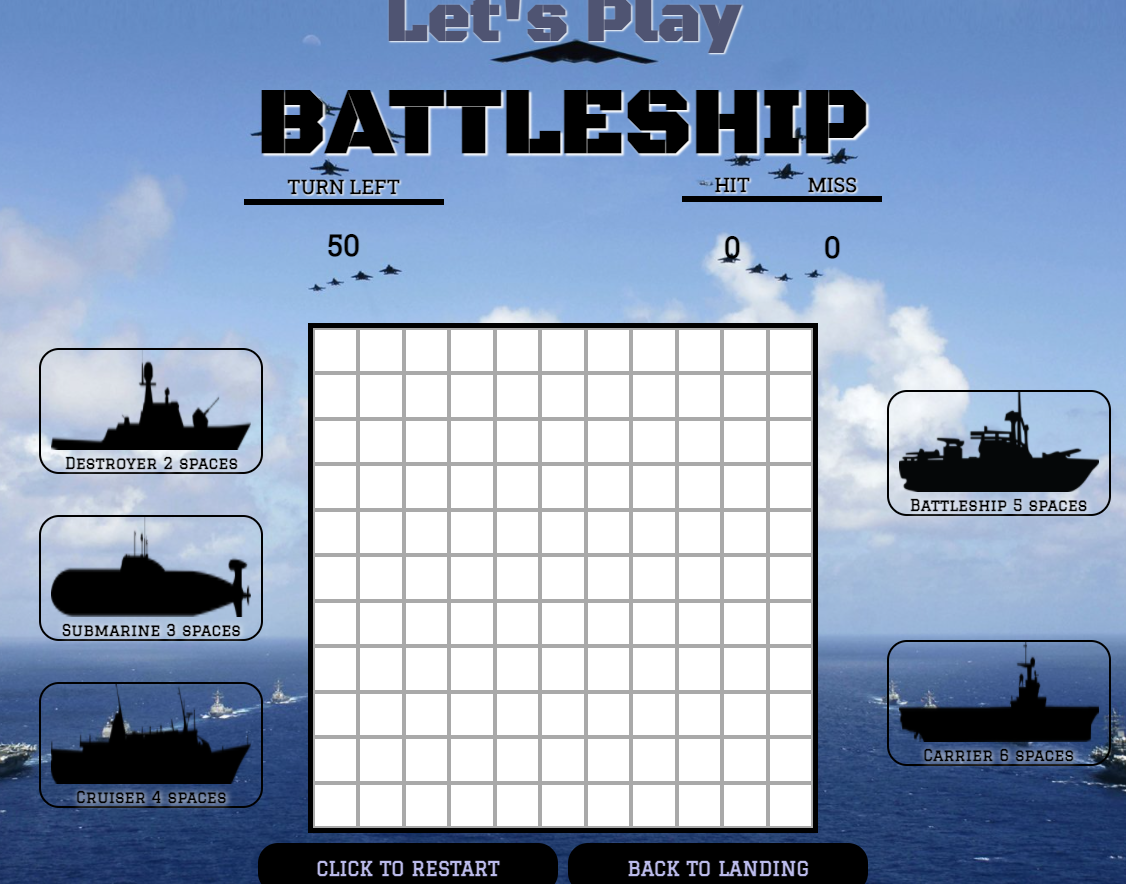 Let's Play
BATTLESHIP
TURN LEFT
HIT MISS
50
0 0
Destroyer 2 spaces
Battleship 5 spaces
Submarine 3 spaces
Carrier 6 spaces
Cruiser 4 spaces
CLICK TO RESTART
BACK TO LANDING